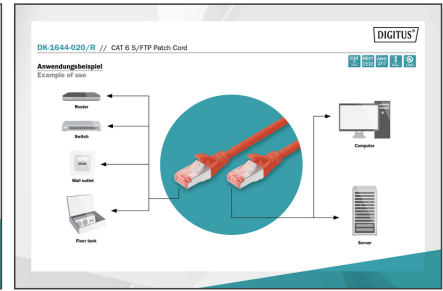 DIGITUS®
DK-1644-020/R // CAT 6 S/FTP Patch Cord
Anwendungsbeispiel
Example of use
Router
Switch
Wall outlet
Floor tank
Computer
Server